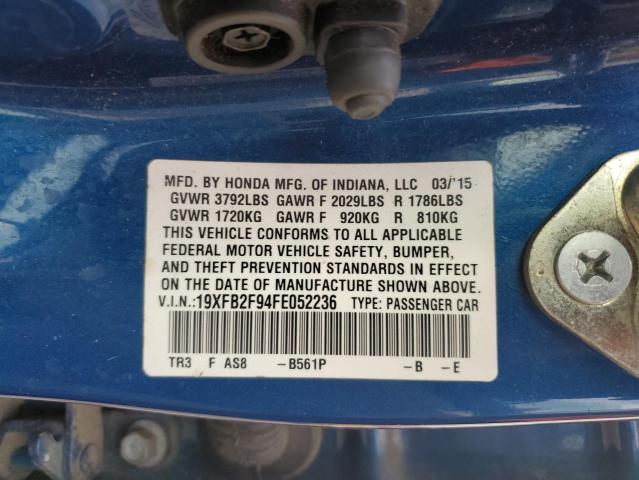 MFD. BY HONDA MFG. OF INDIANA, LLC 03/'15
GVWR 3792LBS GAWR F 2029LBS R 1786LBS
GVWR 1720KG GAWR F 920KG R 810KG
THIS VEHICLE CONFORMS TO ALL APPLICABLE
FEDERAL MOTOR VEHICLE SAFETY, BUMPER,
AND THEFT PREVENTION STANDARDS IN EFFECT
ON THE DATE OF MANUFACTURE SHOWN ABOVE.
V.I.N.:19XFB2F94FE052236 TYPE: PASSENGER CAR
TR3 F AS8 -B561P -B -E